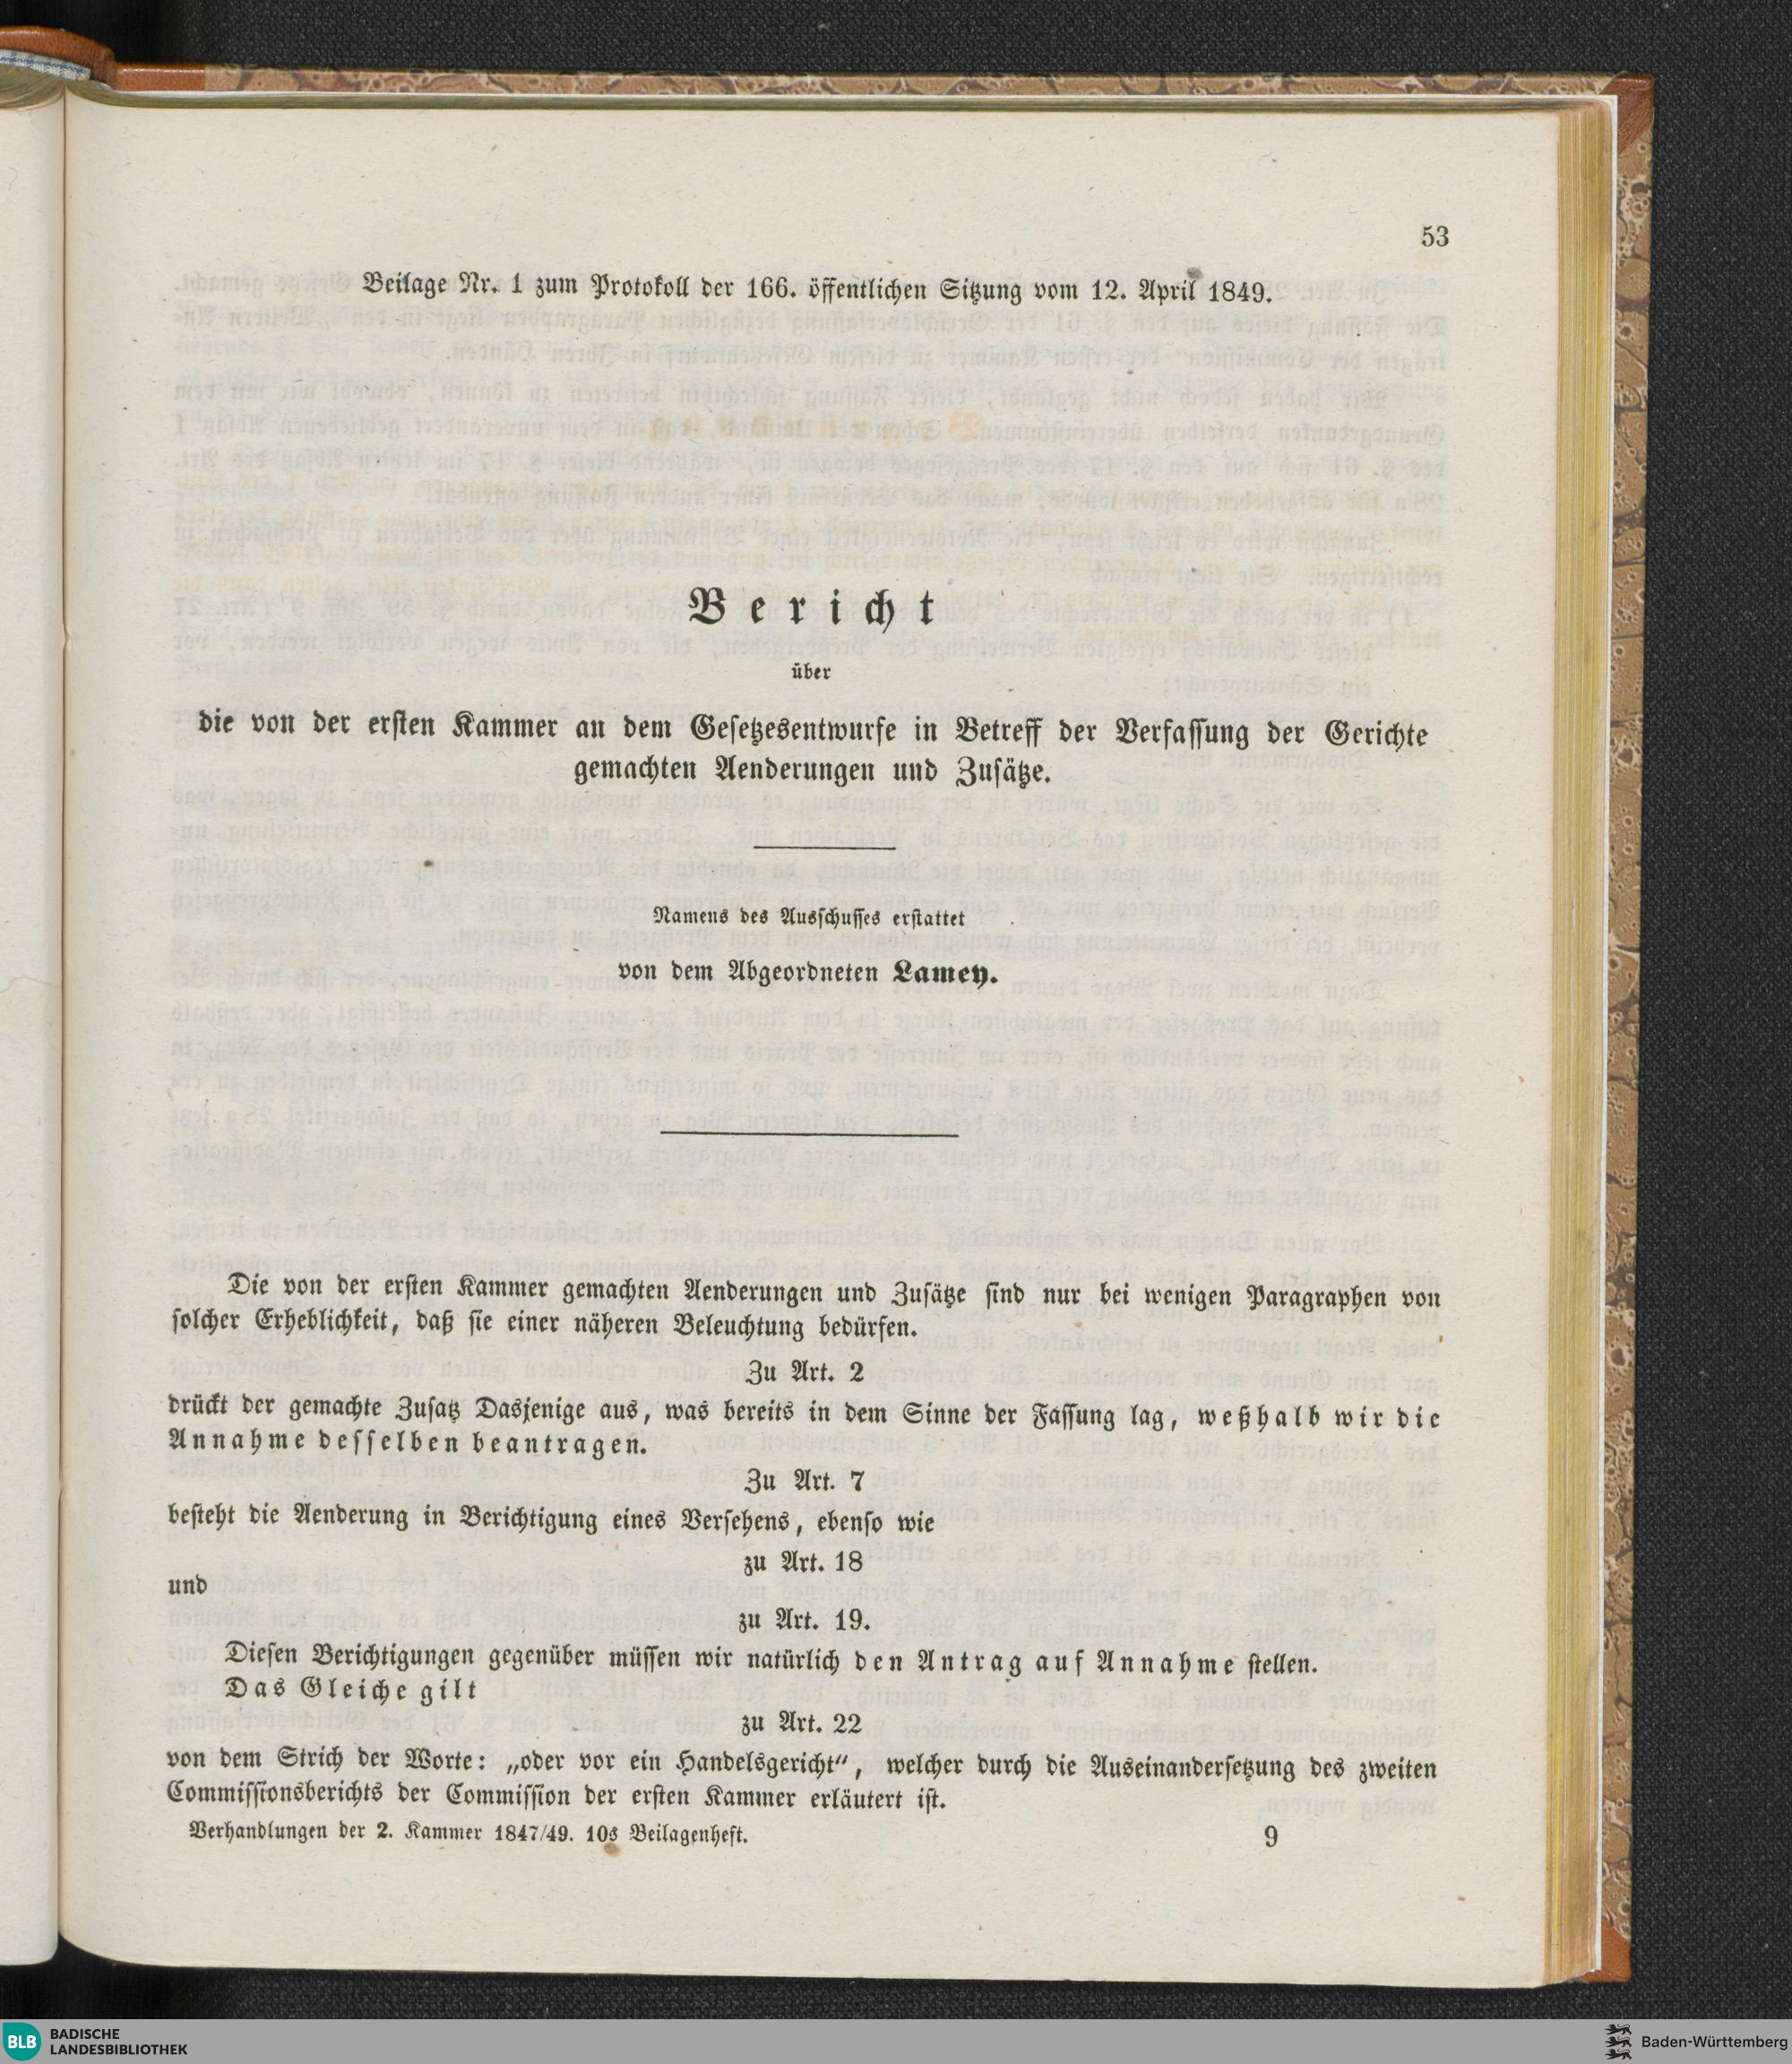 53
Beilage Nr. 1 zum Protokoll der 166. öffentlichen Sitzung vom 12. April 1849.
Bericht
über
die von der ersten Kammer an dem Gesetzesentwurfe in Betreff der Verfassung der Gerichte
gemachten Aenderungen und Zusätze.
Namens des Ausschusses erstattet
von dem Abgeordneten Lamey.
Die von der ersten Kammer gemachten Aenderungen und Zusätze sind nur bei wenigen Paragraphen von
solcher Erheblichkeit, daß sie einer näheren Beleuchtung bedürfen.
Zu Art. 2
drückt der gemachte Zusatz Dasjenige aus, was bereits in dem Sinne der Fassung lag, weßhalb wir die
Annahme desselben beantragen.
Zu Art. 7
besteht die Aenderung in Berichtigung eines Versehens, ebenso wie
zu Art. 18
und
zu Art. 19.
Diesen Berichtigungen gegenüber müssen wir natürlich den Antrag auf Annahme stellen.
Das Gleiche gilt
zu Art. 22
von dem Strich der Worte: „oder vor ein Handelsgericht“, welcher durch die Auseinandersetzung des zweiten
Commissionsberichts der Commission der ersten Kammer erläutert ist.
Verhandlungen der 2. Kammer 1847/49. 10s Beilagenheft. 9
BLB BADISCHE
LANDESBIBLIOTHEK
Baden-Württemberg